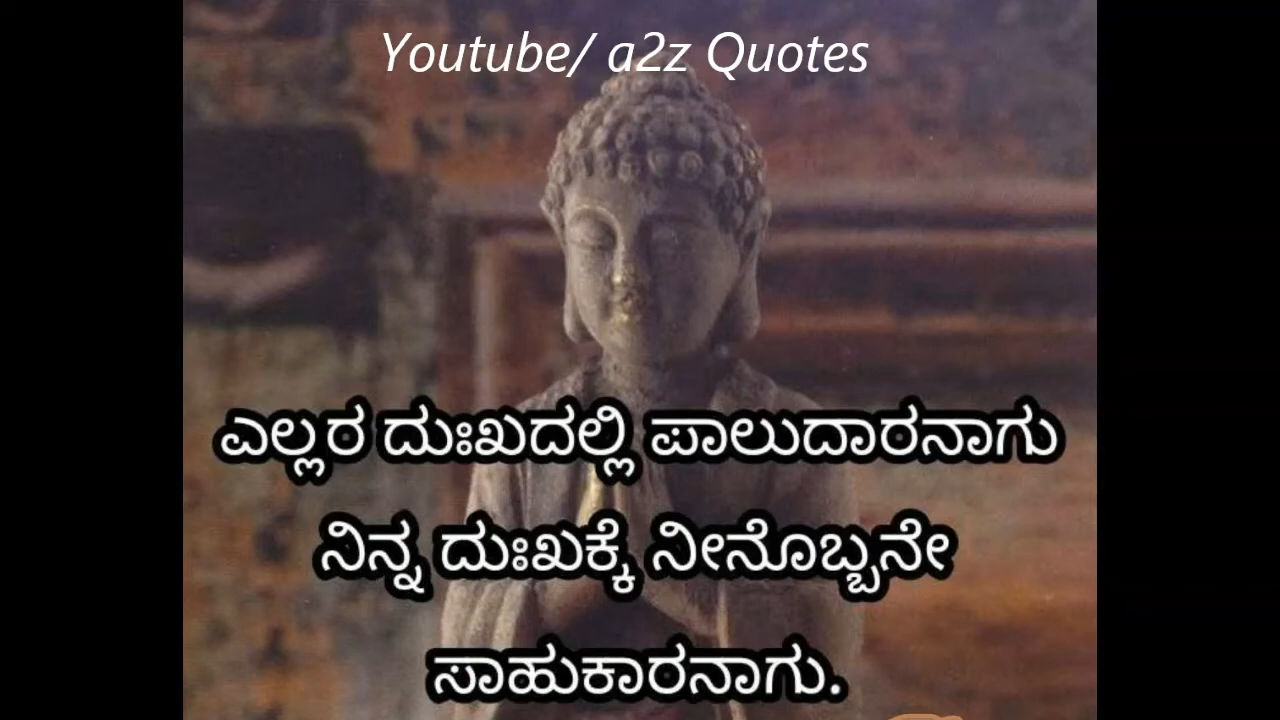 Youtube/ a2z Quotes
ಎಲ್ಲರ ದುಃಖದಲ್ಲಿ ಪಾಲುದಾರನಾಗು
ನಿನ್ನ ದುಃಖಕ್ಕೆ ನೀನೊಬ್ಬನೇ
ಸಾಹುಕಾರನಾಗು.